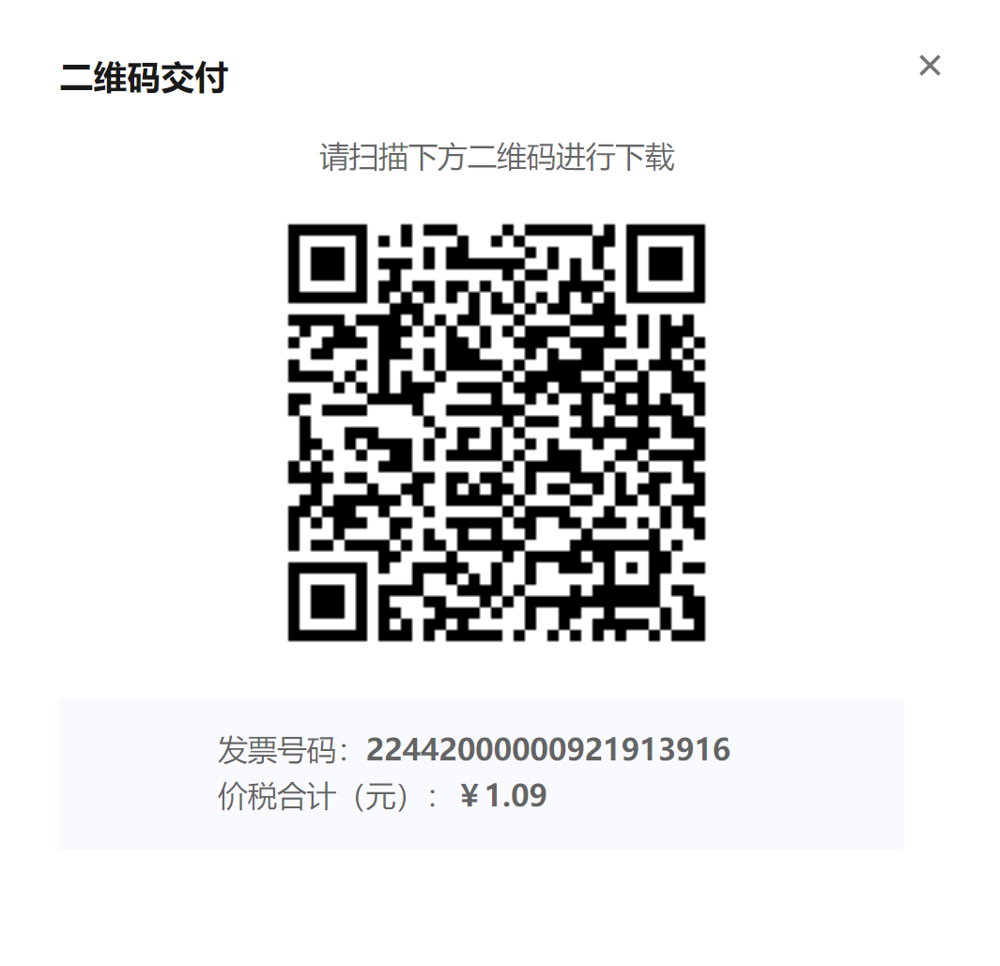 二维码交付
请扫描下方二维码进行下载
发票号码：22442000000921913916
价税合计（元）：￥1.09